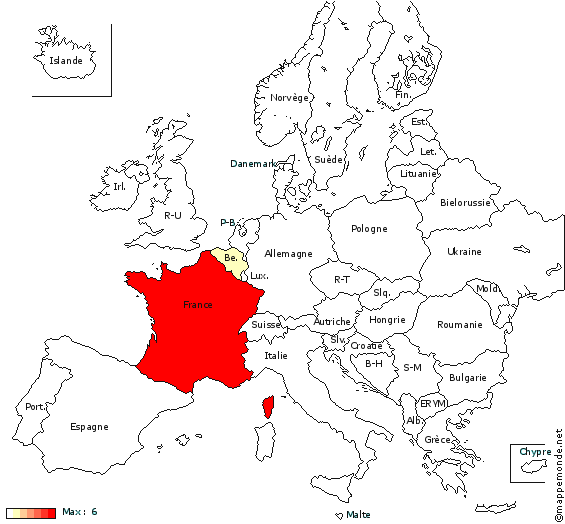 Islande
Norvège
Fin.
Est.
Suède
Let.
Danemark
Lituanie
Irl.
R-U
Bielorussie
P-B
Pologne
Be.
Allemagne
Ukraine
Lux.
R-T
Slq.
Mold.
France
Suisse
Autriche
Hongrie
Roumanie
Slv.
Croatie
Italie
B-H
S-M
Bulgarie
Port.
ERYM
Espagne
Alb.
Grèce
Chypre
Max: 6
Malte
©mappemonde.net